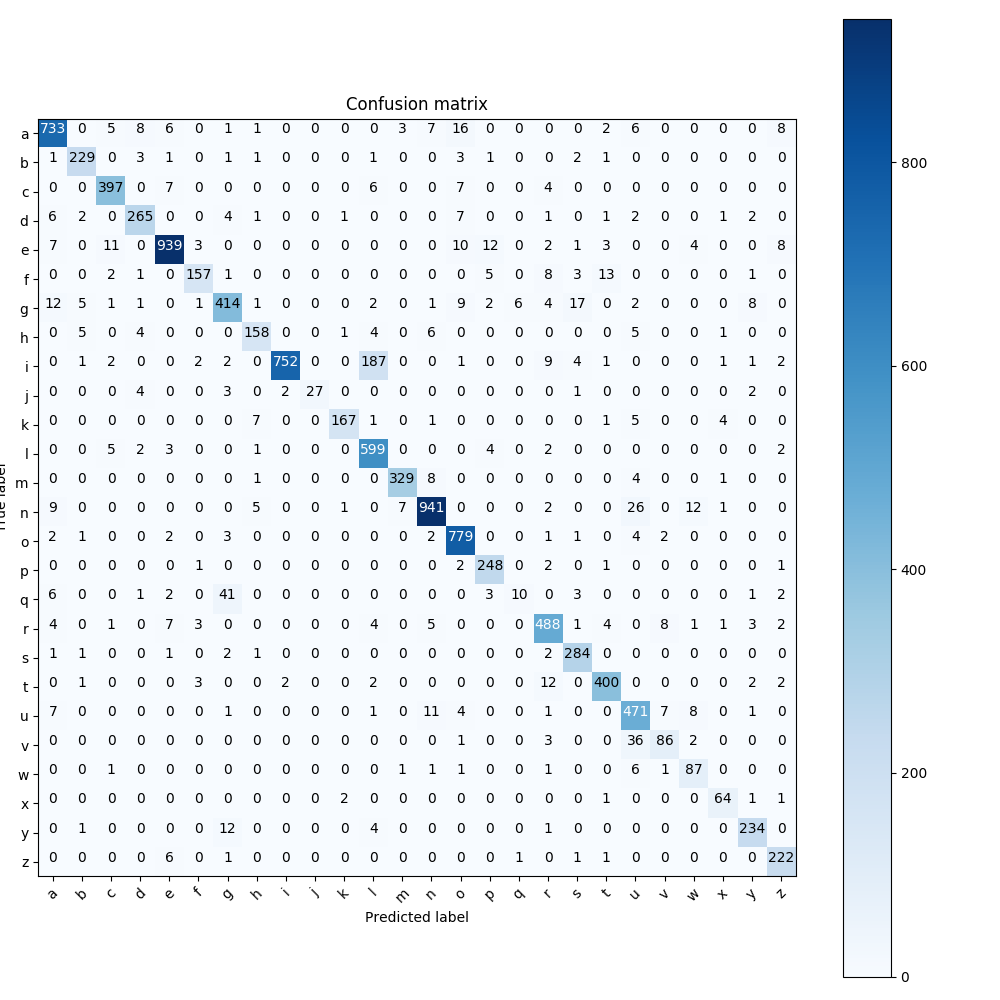 Confusion matrix
a 733 0 5 8 6 0 1 1 0 0 0 0 3 7 16 0 0 0 0 2 6 0 0 0 0 8
b 1 229 0 3 1 0 1 1 0 0 0 1 0 0 3 1 0 0 2 1 0 0 0 0 0 0
c 0 0 397 0 7 0 0 0 0 0 0 6 0 0 7 0 0 4 0 0 0 0 0 0 0 0
d 6 2 0 265 0 0 4 1 0 0 1 0 0 0 7 0 0 1 0 1 2 0 0 1 2 0
e 7 0 11 0 939 3 0 0 0 0 0 0 0 0 10 12 0 2 1 3 0 0 4 0 0 8
f 0 0 2 1 0 157 1 0 0 0 0 0 0 0 0 5 0 8 3 13 0 0 0 0 1 0
g 12 5 1 1 0 1 414 1 0 0 0 2 0 1 9 2 6 4 17 0 2 0 0 0 8 0
h 0 5 0 4 0 0 0 158 0 0 1 4 0 6 0 0 0 0 0 0 5 0 0 1 0 0
i 0 1 2 0 0 2 2 0 752 0 0 187 0 0 1 0 0 9 4 1 0 0 0 1 1 2
j 0 0 0 4 0 0 3 0 2 27 0 0 0 0 0 0 0 0 1 0 0 0 0 0 2 0
k 0 0 0 0 0 0 0 7 0 0 167 1 0 1 0 0 0 0 0 1 5 0 0 4 0 0
l 0 0 5 2 3 0 0 1 0 0 0 599 0 0 0 4 0 2 0 0 0 0 0 0 0 2
m 0 0 0 0 0 0 0 1 0 0 0 0 329 8 0 0 0 0 0 0 4 0 0 1 0 0
n 9 0 0 0 0 0 0 5 0 0 1 0 7 941 0 0 0 2 0 0 26 0 12 1 0 0
o 2 1 0 0 2 0 3 0 0 0 0 0 0 2 779 0 0 1 1 0 4 2 0 0 0 0
p 0 0 0 0 0 1 0 0 0 0 0 0 0 0 2 248 0 2 0 1 0 0 0 0 0 1
q 6 0 0 1 2 0 41 0 0 0 0 0 0 0 0 3 10 0 3 0 0 0 0 0 1 2
r 4 0 1 0 7 3 0 0 0 0 0 4 0 5 0 0 0 488 1 4 0 8 1 1 3 2
s 1 1 0 0 1 0 2 1 0 0 0 0 0 0 0 0 0 2 284 0 0 0 0 0 0 0
t 0 1 0 0 0 3 0 0 2 0 0 2 0 0 0 0 0 12 0 400 0 0 0 0 2 2
u 7 0 0 0 0 0 1 0 0 0 0 1 0 11 4 0 0 1 0 0 471 7 8 0 1 0
v 0 0 0 0 0 0 0 0 0 0 0 0 0 0 1 0 0 3 0 0 36 86 2 0 0 0
w 0 0 1 0 0 0 0 0 0 0 0 0 1 1 1 0 0 1 0 0 6 1 87 0 0 0
x 0 0 0 0 0 0 0 0 0 0 2 0 0 0 0 0 0 0 0 1 0 0 0 64 1 1
y 0 1 0 0 0 0 12 0 0 0 0 4 0 0 0 0 0 1 0 0 0 0 0 0 234 0
z 0 0 0 0 6 0 1 0 0 0 0 0 0 0 0 0 1 0 1 1 0 0 0 0 0 222
a b c d e f g h i j k l m n o p q r s t u v w x y z
Predicted label
800
600
400
200
0